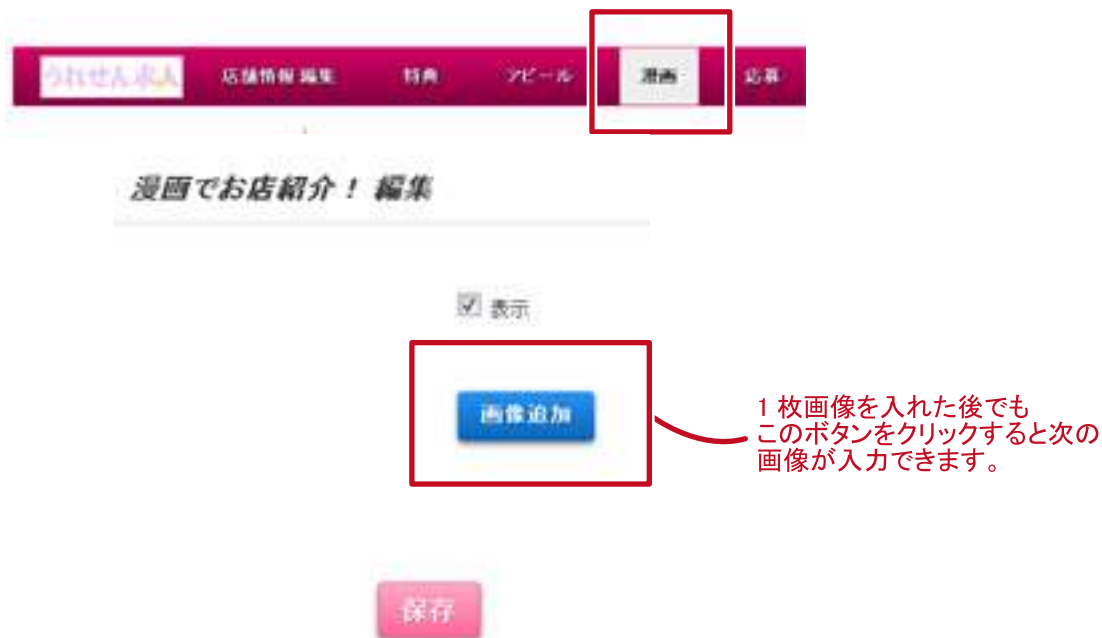 うれせん求人 店舗情報 編集 特典 アピール 漫画 応募
漫画でお店紹介！ 編集
表示
画像追加
1 枚画像を入れた後でも
このボタンをクリックすると次の
画像が入力できます。
保存